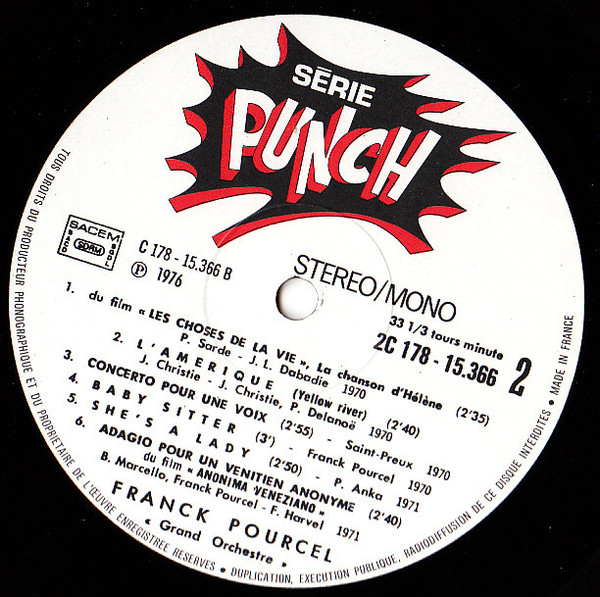 SÉRIE
PUNCH
SACEM
SACD
SDRM
SGDL
C 178 - 15.366 B
Ⓟ 1976
STEREO/MONO
33 1/3 tours minute
2C 178 - 15.366
2
1. du film « LES CHOSES DE LA VIE », La chanson d'Hélène (2'35)
P. Sarde - J. L. Dabadie 1970
2. L'AMERIQUE (Yellow river) (2'40)
J. Christie - J. Christie, P. Delanoë 1970
3. CONCERTO POUR UNE VOIX (2'55) - Saint-Preux 1970
4. BABY SITTER (3') - Franck Pourcel 1970
5. SHE'S A LADY (2'50) - P. Anka 1971
6. ADAGIO POUR UN VENITIEN ANONYME (2'40)
du film « ANONIMA VENEZIANO »
B. Marcello, Franck Pourcel - F. Harvel 1971
FRANCK POURCEL
« Grand Orchestre »
TOUS DROITS DU PRODUCTEUR PHONOGRAPHIQUE ET DU PROPRIETAIRE DE L'ŒUVRE ENREGISTREE RESERVES • DUPLICATION, EXECUTION PUBLIQUE, RADIODIFFUSION DE CE DISQUE INTERDITES • MADE IN FRANCE